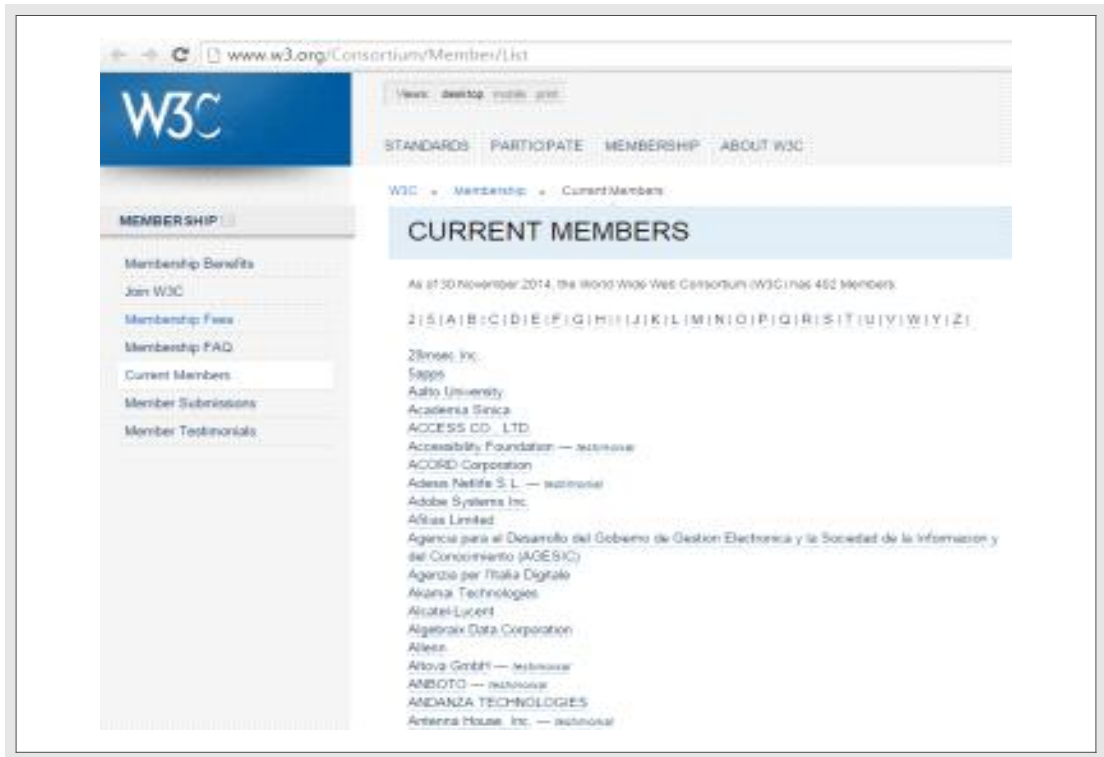 www.w3.org/Consortium/Member/List
W3C
Views: desktop mobile print
STANDARDS PARTICIPATE MEMBERSHIP ABOUT W3C
W3C » Membership » Current Members
MEMBERSHIP
CURRENT MEMBERS
Membership Benefits
Join W3C
Membership Fees
Membership FAQ
Current Members
Member Submissions
Member Testimonials
As of 30 November 2014, the World Wide Web Consortium (W3C) has Members.
2 | 5 | A | B | C | D | E | F | G | H | I | J | K | L | M | N | O | P | Q | R | S | T | U | V | W | Y | Z |
28msec Inc.
5apps
Aalto University
Academia Sinica
ACCESS CO., LTD.
Accessibility Foundation — testimonial
ACORD Corporation
Adesis Netlife S.L. — testimonial
Adobe Systems Inc.
Afilias Limited
Agencia para el Desarrollo del Gobierno de Gestion Electronica y la Sociedad de la Informacion y
del Conocimiento (AGESIC)
Agenzia per l'Italia Digitale
Akamai Technologies
Alcatel-Lucent
Algebraix Data Corporation
Altova GmbH — testimonial
ANBOTO — testimonial
ANDANZA TECHNOLOGIES
Antenna House, Inc. — testimonial